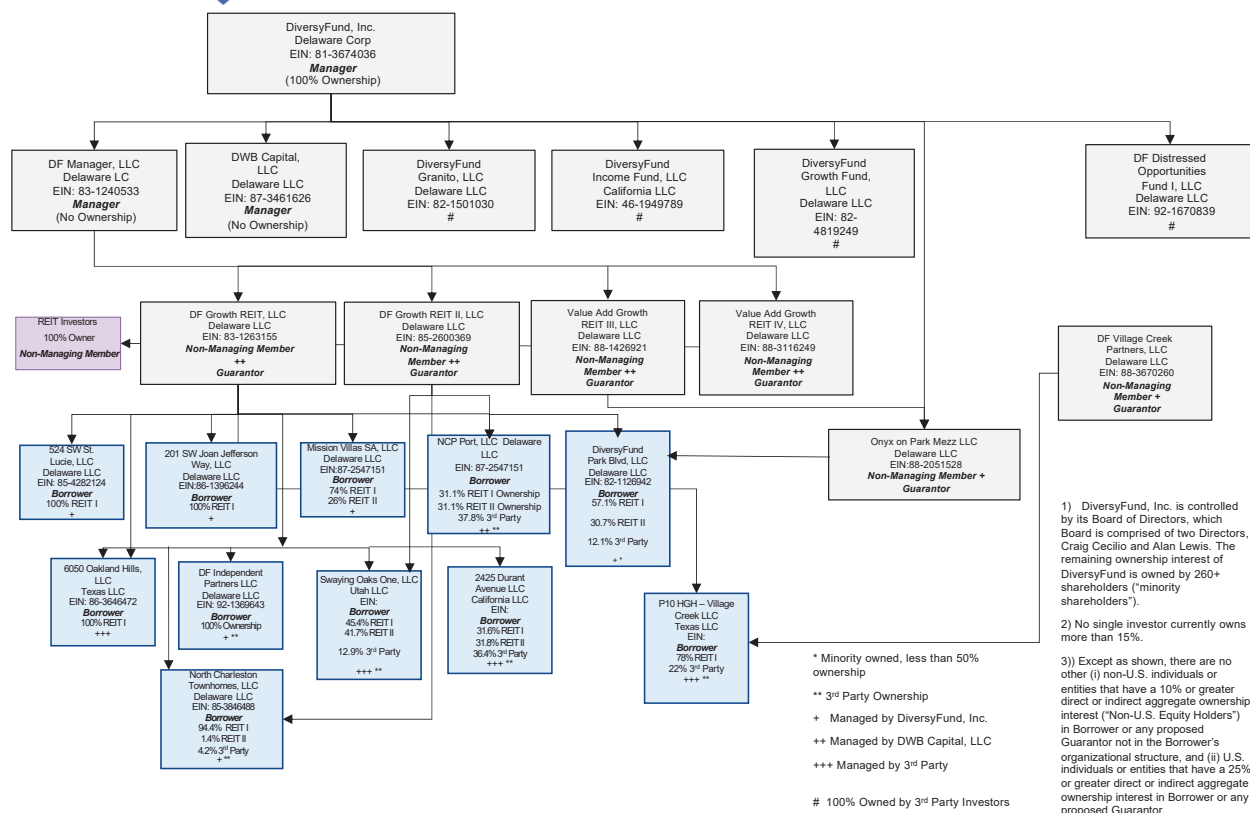 DiversyFund, Inc.
Delaware Corp
EIN: 81-3674036
Manager
(100% Ownership)
DF Manager, LLC
Delaware LC
EIN: 83-1240533
Manager
(No Ownership)
DWB Capital,
LLC
Delaware LLC
EIN: 87-3461626
Manager
(No Ownership)
DiversyFund
Granito, LLC
Delaware LLC
EIN: 82-1501030
#
DiversyFund
Income Fund, LLC
California LLC
EIN: 46-1949789
#
DiversyFund
Growth Fund,
LLC
Delaware LLC
EIN: 82-
4819249
#
DF Distressed
Opportunities
Fund I, LLC
Delaware LLC
EIN: 92-1670839
#
REIT Investors
100% Owner
Non-Managing Member
DF Growth REIT, LLC
Delaware LLC
EIN: 83-1263155
Non-Managing Member
++
Guarantor
DF Growth REIT II, LLC
Delaware LLC
EIN: 85-2600369
Non-Managing
Member ++
Guarantor
Value Add Growth
REIT III, LLC
Delaware LLC
EIN: 88-1426921
Non-Managing
Member ++
Guarantor
Value Add Growth
REIT IV, LLC
Delaware LLC
EIN: 88-3116249
Non-Managing
Member ++
Guarantor
DF Village Creek
Partners, LLC
Delaware LLC
EIN: 88-3670260
Non-Managing
Member +
Guarantor
524 SW St.
Lucie, LLC
Delaware LLC
EIN: 85-4282124
Borrower
100% REIT I
+
201 SW Joan Jefferson
Way, LLC
Delaware LLC
EIN:86-1396244
Borrower
100% REIT I
+
Mission Villas SA, LLC
Delaware LLC
EIN:87-2547151
Borrower
74% REIT I
26% REIT II
+
NCP Port, LLC Delaware
LLC
EIN: 87-2547151
Borrower
31.1% REIT I Ownership
31.1% REIT II Ownership
37.8% 3rd Party
++ **
DiversyFund
Park Blvd, LLC
Delaware LLC
EIN: 82-1126942
Borrower
57.1% REIT I
30.7% REIT II
12.1% 3rd Party
+ *
Onyx on Park Mezz LLC
Delaware LLC
EIN:88-2051528
Non-Managing Member +
Guarantor
6050 Oakland Hills,
LLC
Texas LLC
EIN: 86-3646472
Borrower
100% REIT I
+++
DF Independent
Partners LLC
Delaware LLC
EIN: 92-1369643
Borrower
100% Ownership
+ **
Swaying Oaks One, LLC
Utah LLC
EIN:
Borrower
45.4% REIT I
41.7% REIT II
12.9% 3rd Party
+++ **
2425 Durant
Avenue LLC
California LLC
EIN:
Borrower
31.6% REIT I
31.8% REIT II
36.4% 3rd Party
+++ **
P10 HGH – Village
Creek LLC
Texas LLC
EIN:
Borrower
78% REIT I
22% 3rd Party
+++ **
North Charleston
Townhomes, LLC
Delaware LLC
EIN: 85-3846488
Borrower
94.4% REIT I
1.4% REIT II
4.2% 3rd Party
+ **
* Minority owned, less than 50%
ownership
** 3rd Party Ownership
+ Managed by DiversyFund, Inc.
++ Managed by DWB Capital, LLC
+++ Managed by 3rd Party
# 100% Owned by 3rd Party Investors
1) DiversyFund, Inc. is controlled
by its Board of Directors, which
Board is comprised of two Directors,
Craig Cecilio and Alan Lewis. The
remaining ownership interest of
DiversyFund is owned by 260+
shareholders (“minority
shareholders”).
2) No single investor currently owns
more than 15%.
3)) Except as shown, there are no
other (i) non-U.S. individuals or
entities that have a 10% or greater
direct or indirect aggregate ownership
interest (“Non-U.S. Equity Holders”)
in Borrower or any proposed
Guarantor not in the Borrower’s
organizational structure, and (ii) U.S.
individuals or entities that have a 25%
or greater direct or indirect aggregate
ownership interest in Borrower or any
proposed Guarantor